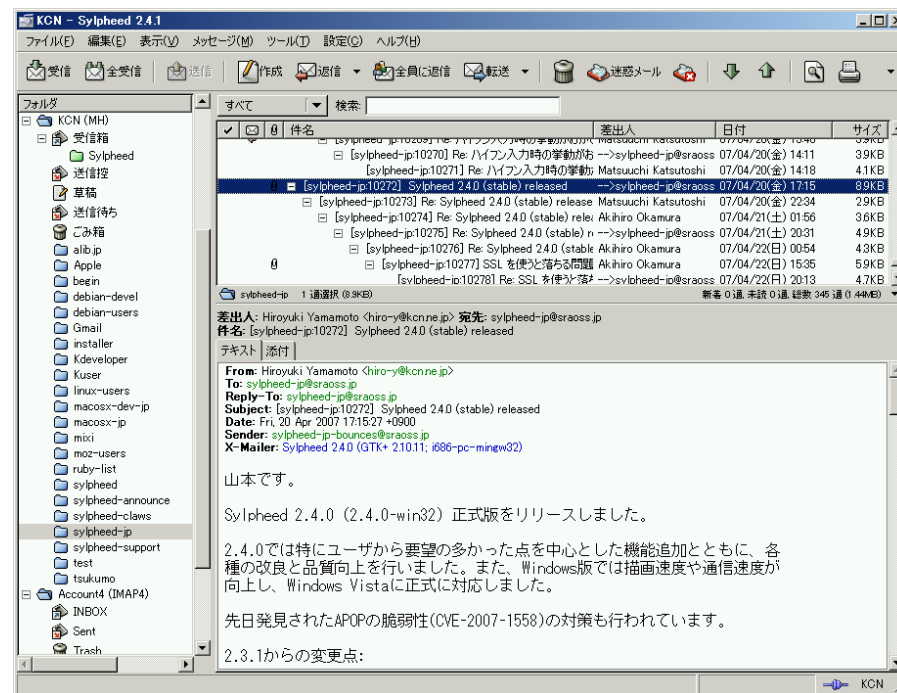 KCN - Sylpheed 2.4.1
ファイル(F) 編集(E) 表示(V) メッセージ(M) ツール(T) 設定(C) ヘルプ(H)
受信 全受信 送信 作成 返信 全員に返信 転送 迷惑メール
フォルダ
KCN (MH)
受信箱
Sylpheed
送信控
草稿
送信待ち
ごみ箱
alib.jp
Apple
begin
debian-devel
debian-users
Gmail
installer
Kdeveloper
Kuser
linux-users
macosx-dev-jp
macosx-jp
mixi
moz-users
ruby-list
sylpheed
sylpheed-announce
sylpheed-claws
sylpheed-jp
sylpheed-support
test
tsukumo
Account4 (IMAP4)
INBOX
Sent
Trash
すべて 検索:
件名 差出人 日付 サイズ
[sylpheed-jp:10269] Re: ハイフン入力時の挙動がお Matsuuchi Katsutoshi 07/04/20(金) 13:46 3.9KB
[sylpheed-jp:10270] Re: ハイフン入力時の挙動がお -->sylpheed-jp@sraoss 07/04/20(金) 14:11 3.9KB
[sylpheed-jp:10271] Re: ハイフン入力時の挙動 Matsuuchi Katsutoshi 07/04/20(金) 14:18 4.1KB
[sylpheed-jp:10272] Sylpheed 2.4.0 (stable) released -->sylpheed-jp@sraoss 07/04/20(金) 17:15 8.9KB
[sylpheed-jp:10273] Re: Sylpheed 2.4.0 (stable) release Matsuuchi Katsutoshi 07/04/20(金) 22:34 2.9KB
[sylpheed-jp:10274] Re: Sylpheed 2.4.0 (stable) rele Akihiro Okamura 07/04/21(土) 01:56 3.6KB
[sylpheed-jp:10275] Re: Sylpheed 2.4.0 (stable) r -->sylpheed-jp@sraoss 07/04/21(土) 20:31 4.9KB
[sylpheed-jp:10276] Re: Sylpheed 2.4.0 (stable Akihiro Okamura 07/04/22(日) 00:54 4.3KB
[sylpheed-jp:10277] SSL を使うと落ちる問題 Akihiro Okamura 07/04/22(日) 15:35 5.9KB
[sylpheed-jp:10278] Re: SSL を使うと落ち -->sylpheed-jp@sraoss 07/04/22(日) 20:13 4.7KB
sylpheed-jp 1 通選択 (8.9KB) 新着 0 通, 未読 0 通, 総数 345 通 (1.44MB)
差出人: Hiroyuki Yamamoto <hiro-y@kcn.ne.jp> 宛先: sylpheed-jp@sraoss.jp
件名: [sylpheed-jp:10272] Sylpheed 2.4.0 (stable) released
テキスト 添付
From: Hiroyuki Yamamoto <hiro-y@kcn.ne.jp>
To: sylpheed-jp@sraoss.jp
Reply-To: sylpheed-jp@sraoss.jp
Subject: [sylpheed-jp:10272] Sylpheed 2.4.0 (stable) released
Date: Fri, 20 Apr 2007 17:15:27 +0900
Sender: sylpheed-jp-bounces@sraoss.jp
X-Mailer: Sylpheed 2.4.0 (GTK+ 2.10.11; i686-pc-mingw32)
山本です。
Sylpheed 2.4.0 (2.4.0-win32) 正式版をリリースしました。
2.4.0では特にユーザから要望の多かった点を中心とした機能追加とともに、各
種の改良と品質向上を行いました。また、Windows版では描画速度や通信速度が
向上し、Windows Vistaに正式に対応しました。
先日発見されたAPOPの脆弱性(CVE-2007-1558)の対策も行われています。
2.3.1からの変更点:
KCN